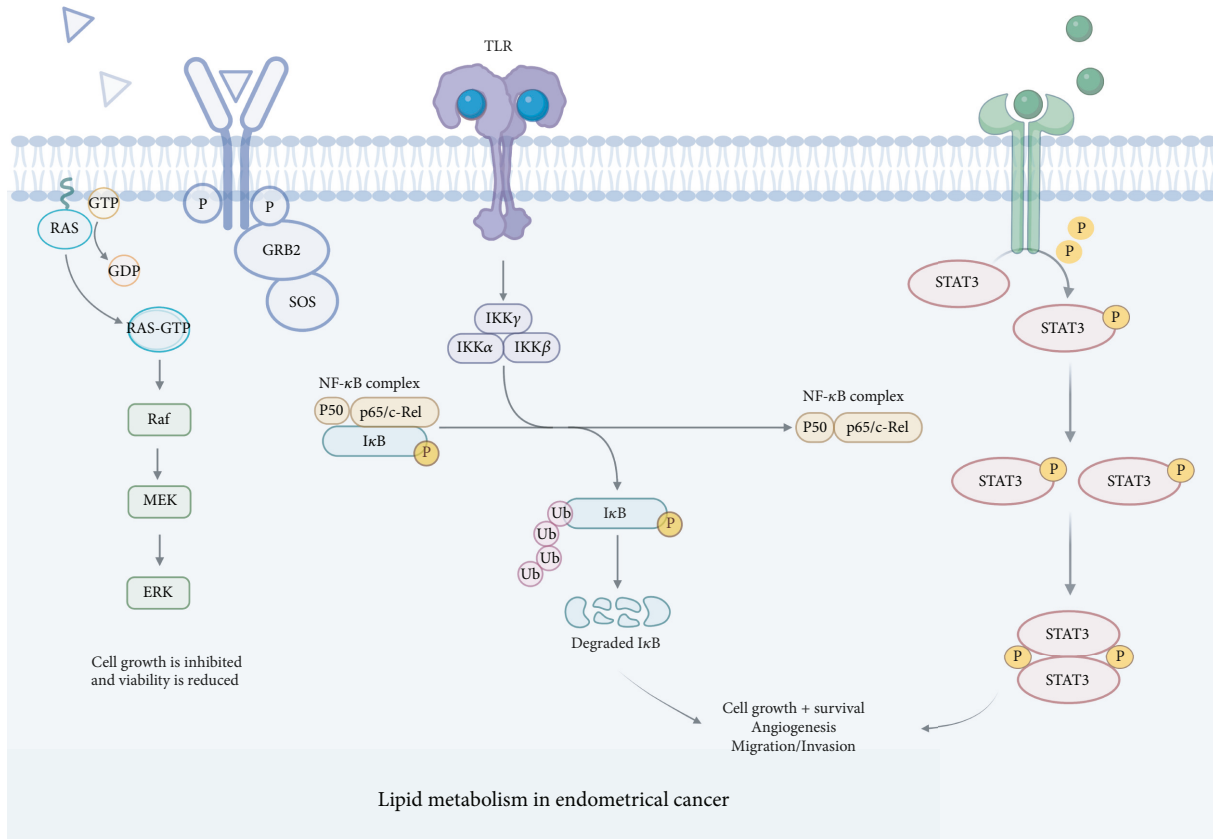 TLR
RAS
GTP
GDP
P
P
GRB2
SOS
RAS-GTP
Raf
MEK
ERK
Cell growth is inhibited
and viability is reduced
IKKγ
IKKα
IKKβ
NF-κB complex
P50
p65/c-Rel
IκB
P
NF-κB complex
P50
p65/c-Rel
Ub
Ub
Ub
Ub
IκB
P
Degraded IκB
P
P
STAT3
STAT3
P
STAT3
P
STAT3
P
STAT3
P
P
STAT3
Cell growth + survival
Angiogenesis
Migration/Invasion
Lipid metabolism in endometrical cancer